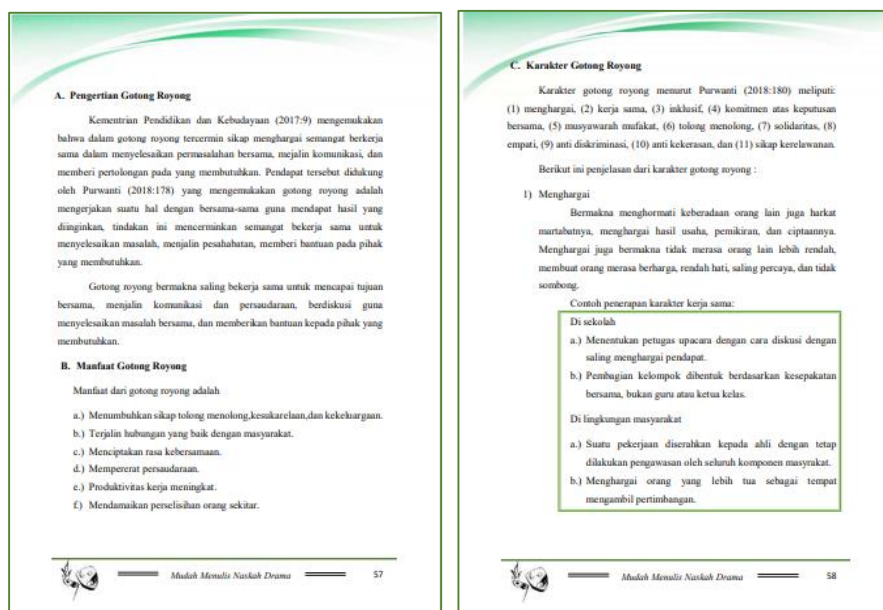 A. Pengertian Gotong Royong
Kementrian Pendidikan dan Kebudayaan (2017:9) mengemukakan
bahwa dalam gotong royong tercermin sikap menghargai semangat berkerja
sama dalam menyelesaikan permasalahan bersama, mejalin komunikasi, dan
memberi pertolongan pada yang membutuhkan. Pendapat tersebut didukung
oleh Purwanti (2018:178) yang mengemukakan gotong royong adalah
mengerjakan suatu hal dengan bersama-sama guna mendapat hasil yang
diinginkan, tindakan ini mencerminkan semangat bekerja sama untuk
menyelesaikan masalah, menjalin pesahabatan, memberi bantuan pada pihak
yang membutuhkan.
Gotong royong bermakna saling bekerja sama untuk mencapai tujuan
bersama, menjalin komunikasi dan persaudaraan, berdiskusi guna
menyelesaikan masalah bersama, dan memberikan bantuan kepada pihak yang
membutuhkan.
B. Manfaat Gotong Royong
Manfaat dari gotong royong adalah
a.) Menumbuhkan sikap tolong menolong,kesukarelaan,dan kekeluargaan.
b.) Terjalin hubungan yang baik dengan masyarakat.
c.) Menciptakan rasa kebersamaan.
d.) Mempererat persaudaraan.
e.) Produktivitas kerja meningkat.
f.) Mendamaikan perselisihan orang sekitar.
Mudah Menulis Naskah Drama 57
C. Karakter Gotong Royong
Karakter gotong royong menurut Purwanti (2018:180) meliputi:
(1) menghargai, (2) kerja sama, (3) inklusif, (4) komitmen atas keputusan
bersama, (5) musyawarah mufakat, (6) tolong menolong, (7) solidaritas, (8)
empati, (9) anti diskriminasi, (10) anti kekerasan, dan (11) sikap kerelawanan.
Berikut ini penjelasan dari karakter gotong royong :
1) Menghargai
Bermakna menghormati keberadaan orang lain juga harkat
martabatnya, menghargai hasil usaha, pemikiran, dan ciptaannya.
Menghargai juga bermakna tidak merasa orang lain lebih rendah,
membuat orang merasa berharga, rendah hati, saling percaya, dan tidak
sombong.
Contoh penerapan karakter kerja sama:
Di sekolah
a.) Menentukan petugas upacara dengan cara diskusi dengan
saling menghargai pendapat.
b.) Pembagian kelompok dibentuk berdasarkan kesepakatan
bersama, bukan guru atau ketua kelas.
Di lingkungan masyarakat
a.) Suatu pekerjaan diserahkan kepada ahli dengan tetap
dilakukan pengawasan oleh seluruh komponen masyrakat.
b.) Menghargai orang yang lebih tua sebagai tempat
mengambil pertimbangan.
Mudah Menulis Naskah Drama 58